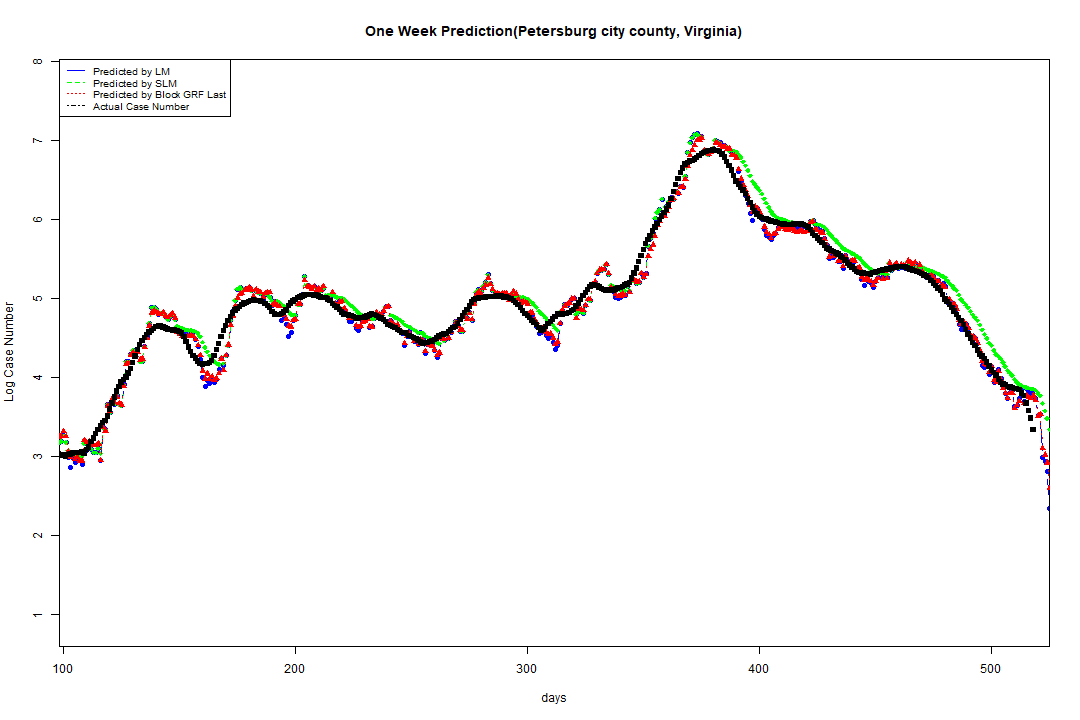 One Week Prediction(Petersburg city county, Virginia)
Predicted by LM
Predicted by SLM
Predicted by Block GRF Last
Actual Case Number
8
7
6
5
4
3
2
1
Log Case Number
100 200 300 400 500
days